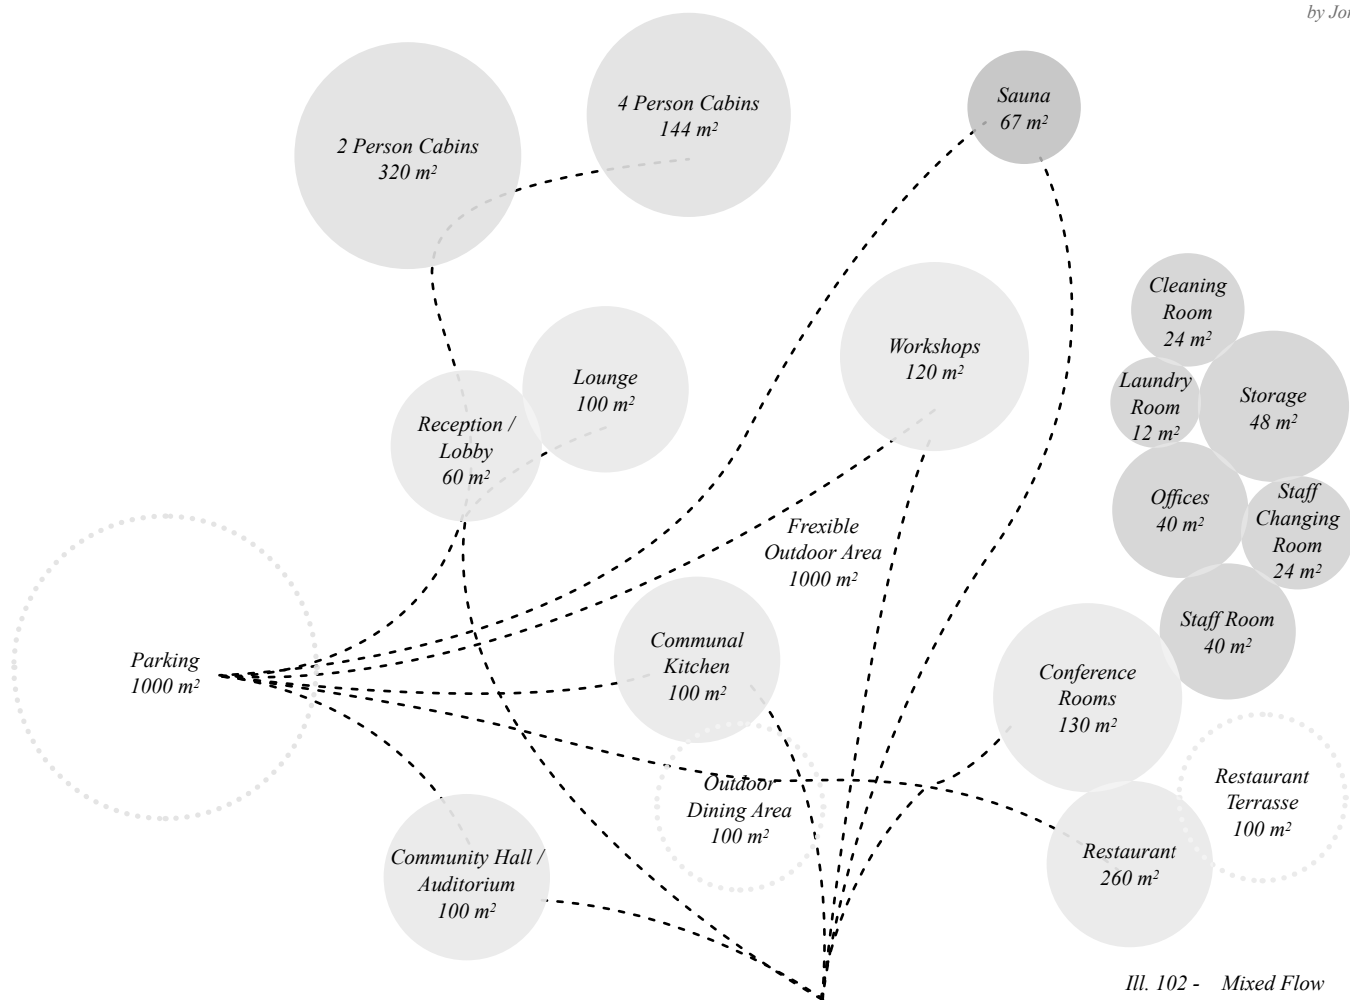 by Jor
4 Person Cabins
144 m²
Sauna
67 m²
2 Person Cabins
320 m²
Cleaning
Room
24 m²
Workshops
120 m²
Lounge
100 m²
Laundry
Room
12 m²
Storage
48 m²
Reception /
Lobby
60 m²
Offices
40 m²
Staff
Changing
Room
24 m²
Frexible
Outdoor Area
1000 m²
Staff Room
40 m²
Communal
Kitchen
100 m²
Parking
1000 m²
Conference
Rooms
130 m²
Outdoor
Dining Area
100 m²
Restaurant
Terrasse
100 m²
Community Hall /
Auditorium
100 m²
Restaurant
260 m²
Ill. 102 - Mixed Flow